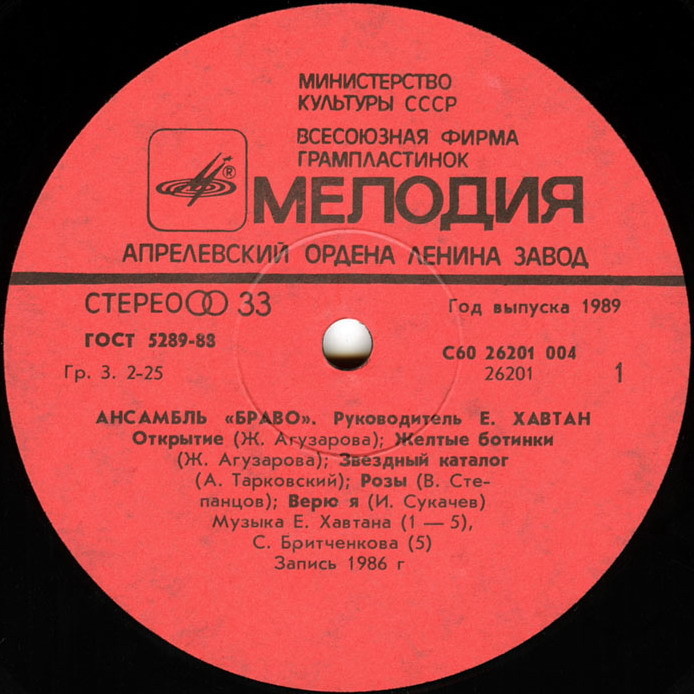 МИНИСТЕРСТВО
КУЛЬТУРЫ СССР
ВСЕСОЮЗНАЯ ФИРМА
ГРАМПЛАСТИНОК
®
МЕЛОДИЯ
АПРЕЛЕВСКИЙ ОРДЕНА ЛЕНИНА ЗАВОД
СТЕРЕО 33
Год выпуска 1989
ГОСТ 5289-88
С60 26201 004
Гр. 3. 2-25
26201
1
АНСАМБЛЬ «БРАВО». Руководитель Е. ХАВТАН
Открытие (Ж. Агузарова); Желтые ботинки
(Ж. Агузарова); Звездный каталог
(А. Тарковский); Розы (В. Сте-
панцов); Верю я (И. Сукачев)
Музыка Е. Хавтана (1 — 5),
С. Бритченкова (5)
Запись 1986 г